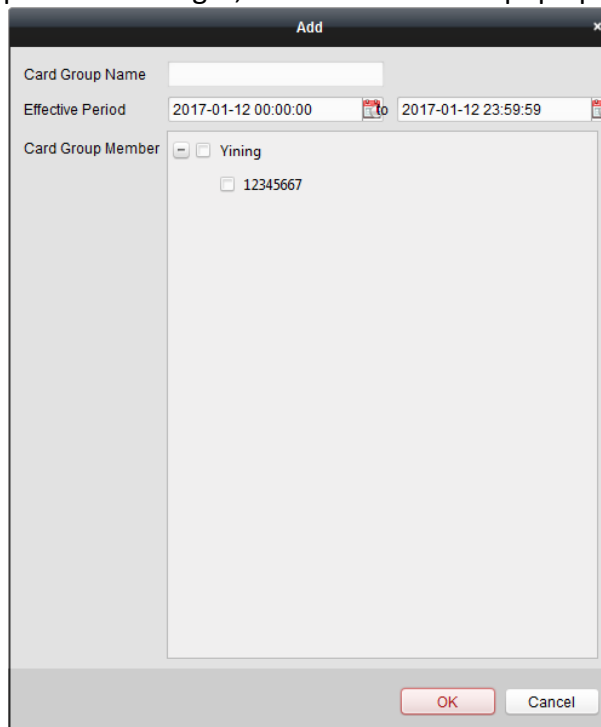 Add ×
Card Group Name
Effective Period 2017-01-12 00:00:00 to 2017-01-12 23:59:59
Card Group Member Yining
12345667
OK Cancel